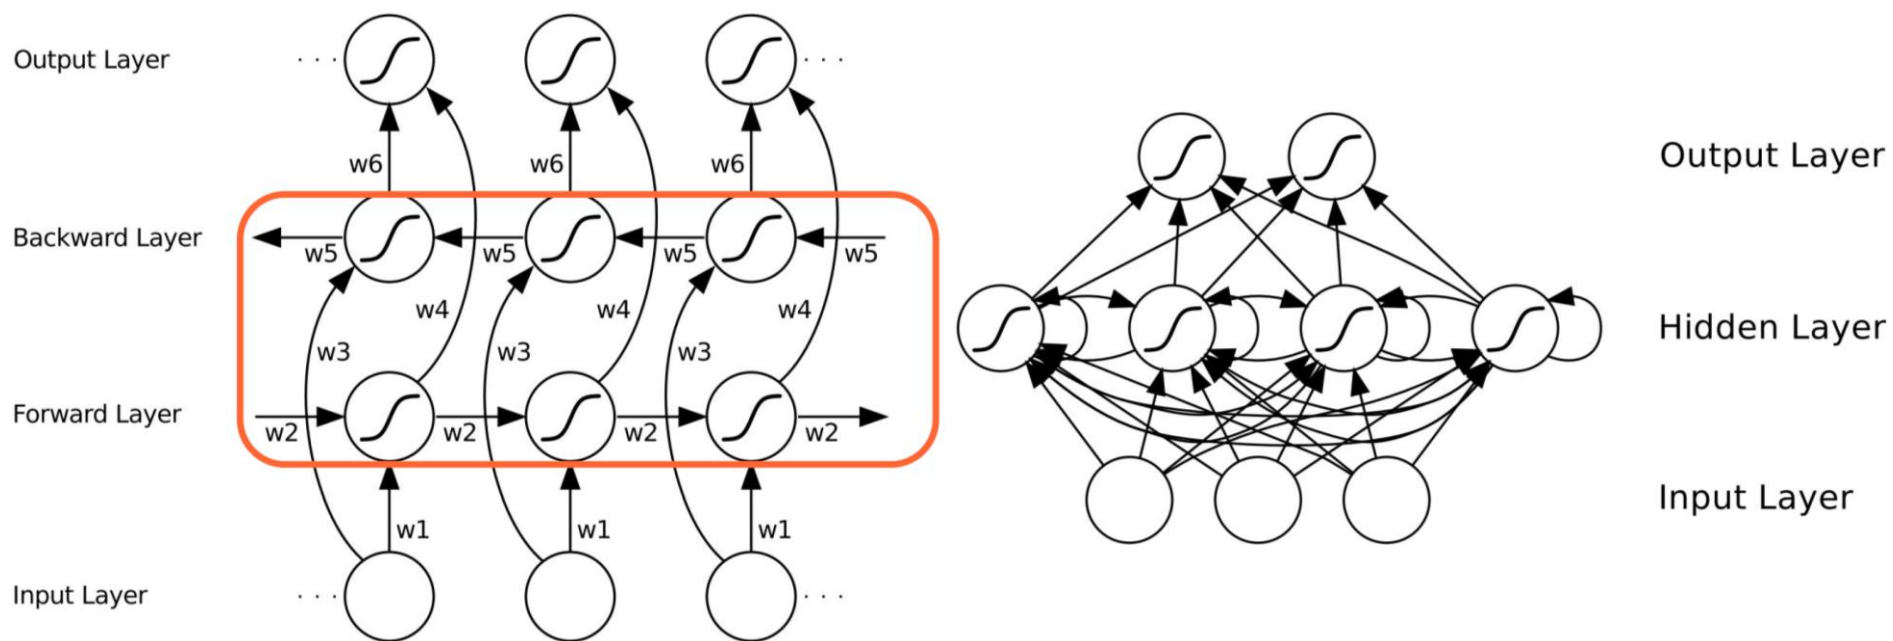 Output Layer
· · ·
· · ·
w6
w6
w6
Backward Layer
w5
w5
w5
w5
w4
w4
w4
w3
w3
w3
Forward Layer
w2
w2
w2
w2
w1
w1
w1
Input Layer
· · ·
· · ·
Output Layer
Hidden Layer
Input Layer